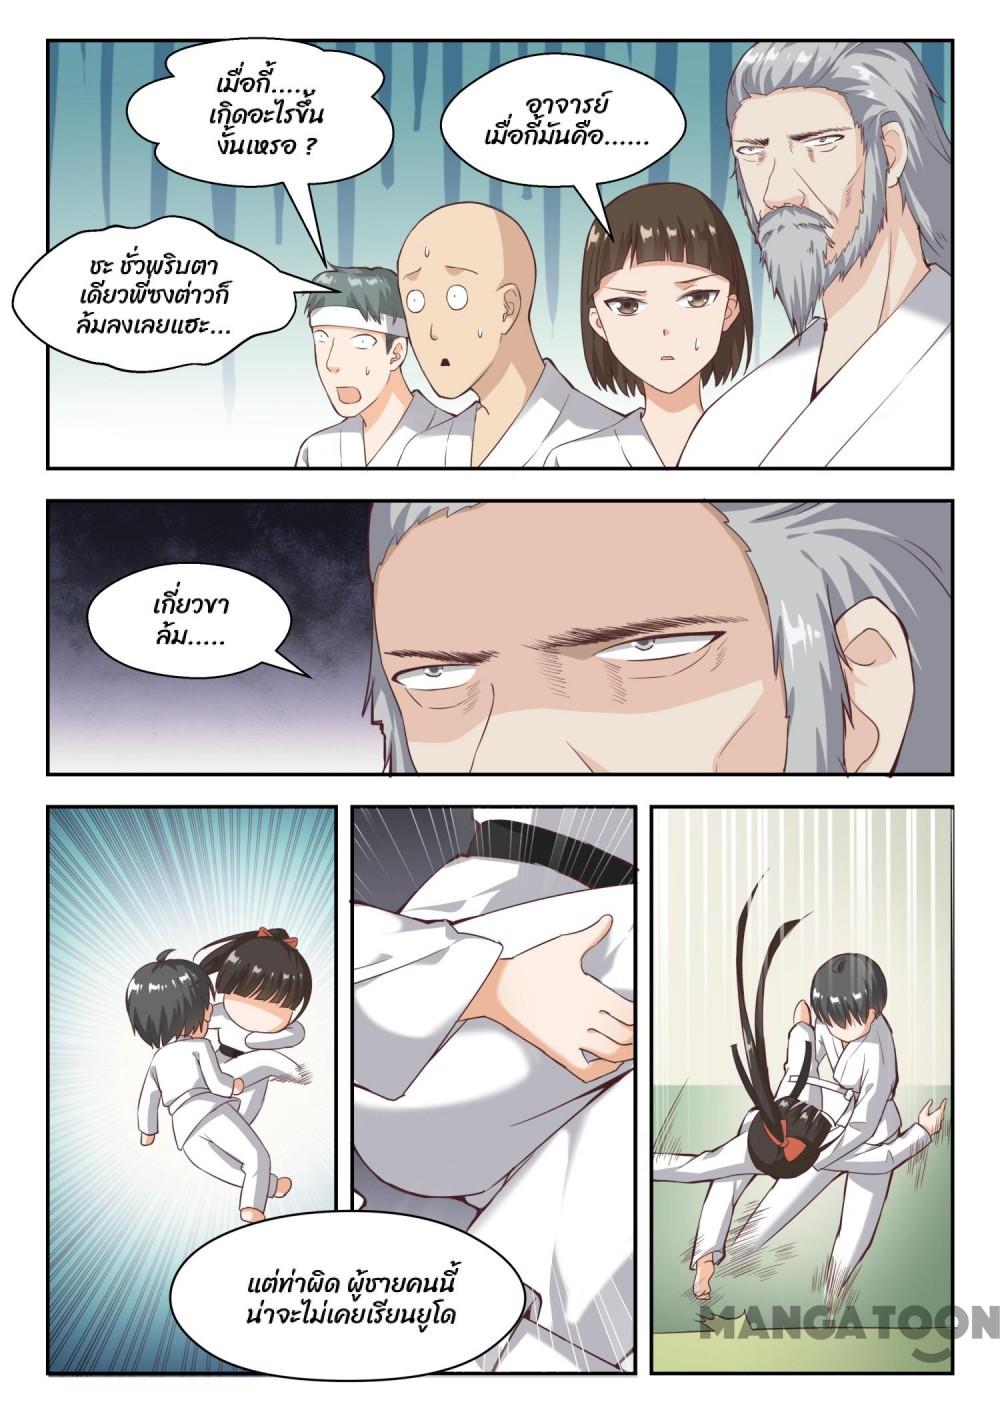 เมื่อกี้.....
เกิดอะไรขึ้น
งั้นเหรอ ?
อาจารย์
เมื่อกี้มันคือ......
ชะ ชั่วพริบตา
เดียวพี่ซงต่าวก็
ล้มลงเลยแฮะ...
เกี่ยวขา
ล้ม.....
แต่ท่าผิด ผู้ชายคนนี้
น่าจะไม่เคยเรียนยูโด
MANGATOON